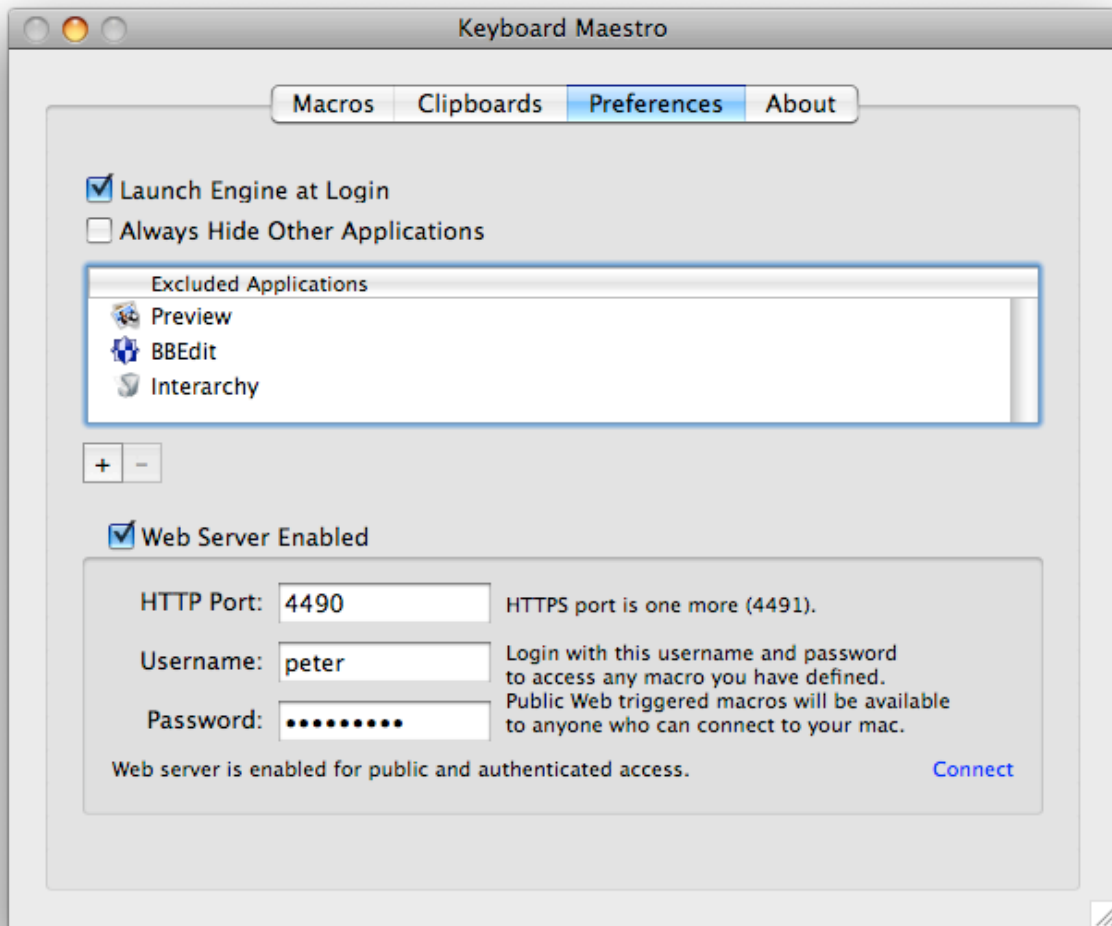 Keyboard Maestro
Macros Clipboards Preferences About
Launch Engine at Login
Always Hide Other Applications
Excluded Applications
Preview
BBEdit
Interarchy
+ -
Web Server Enabled
HTTP Port: 4490 HTTPS port is one more (4491).
Username: peter Login with this username and password
to access any macro you have defined.
Public Web triggered macros will be available
Password: ••••••••• to anyone who can connect to your mac.
Web server is enabled for public and authenticated access. Connect